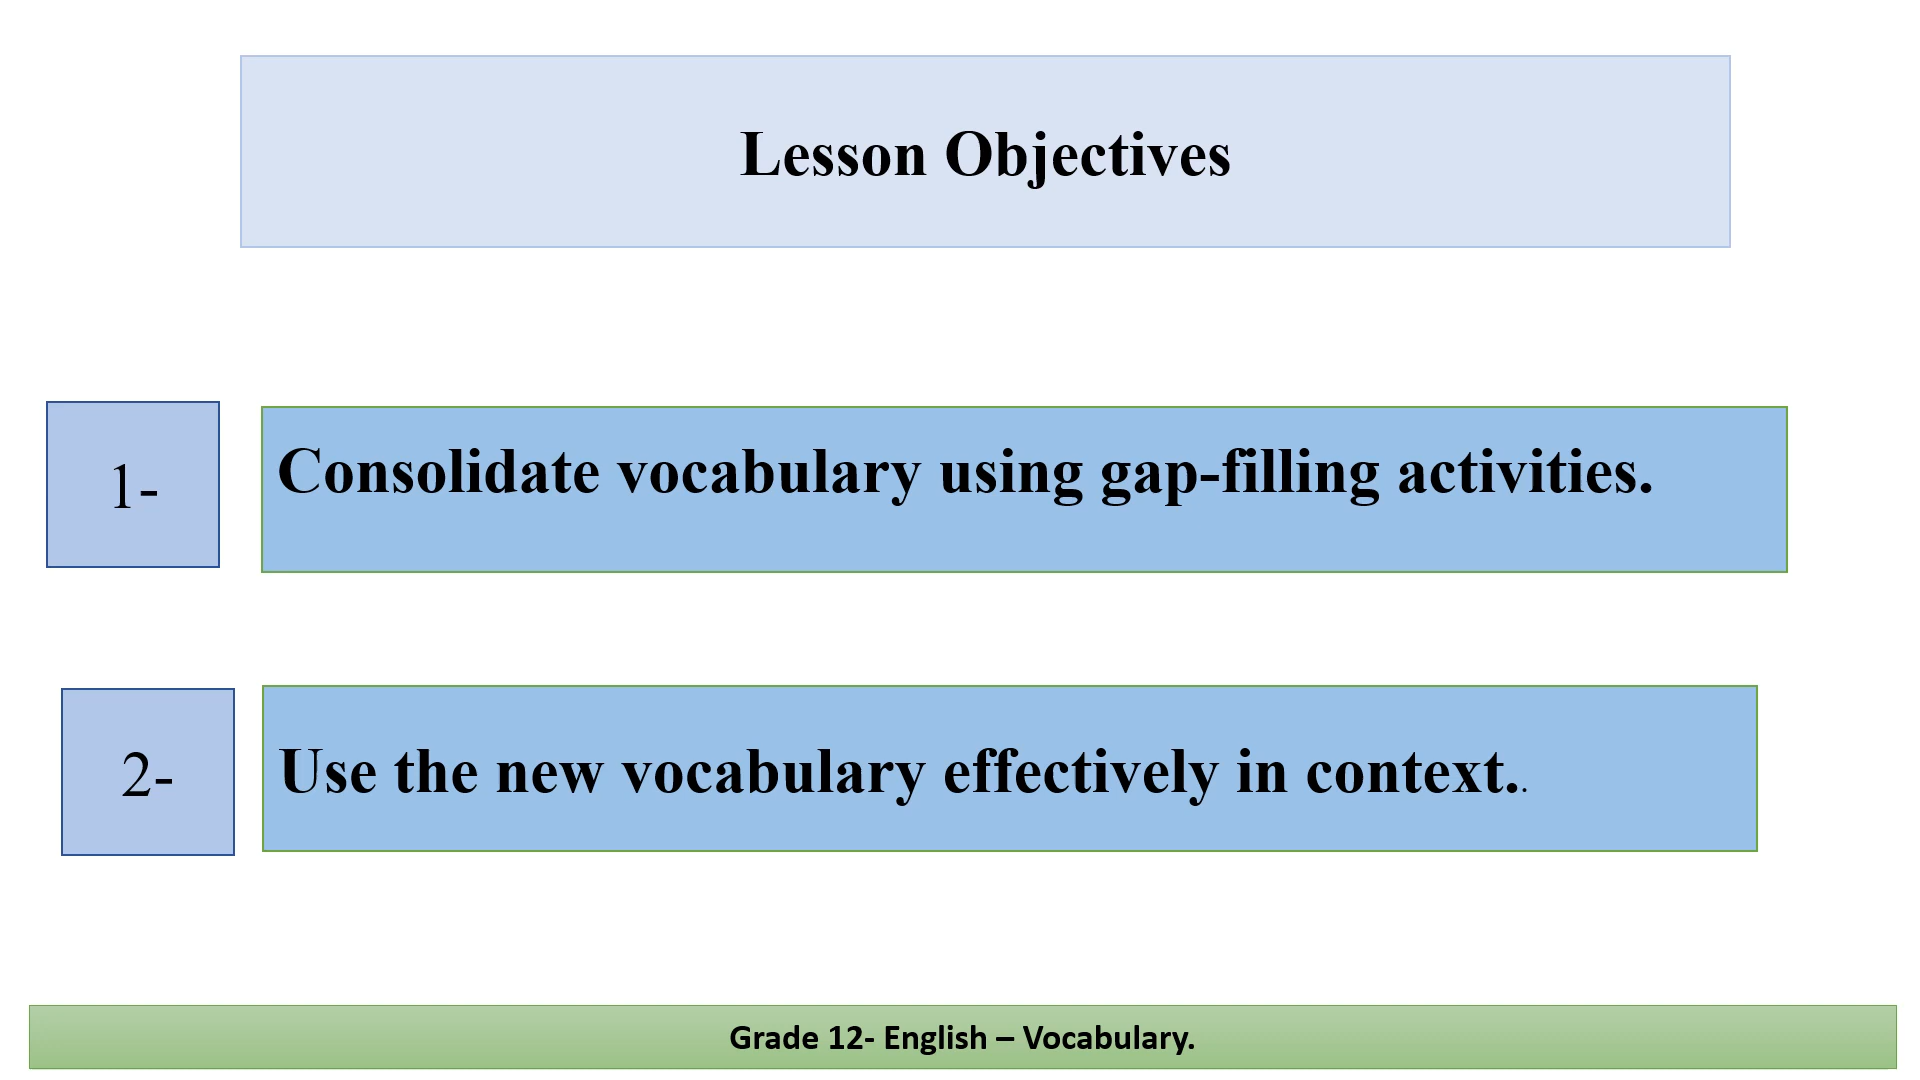 Lesson Objectives
1-
Consolidate vocabulary using gap-filling activities.
2-
Use the new vocabulary effectively in context..
Grade 12- English – Vocabulary.